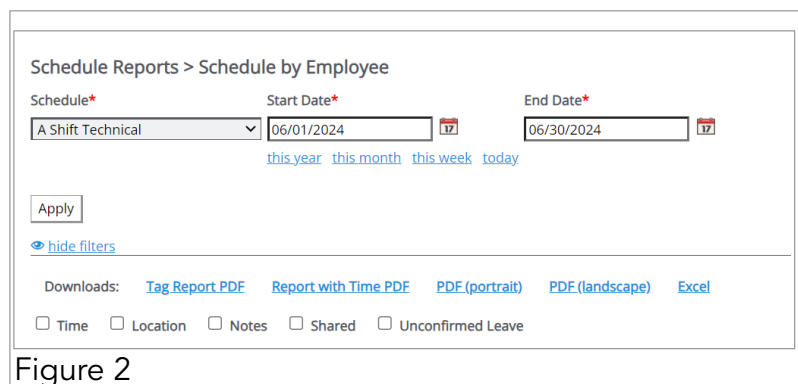 Schedule Reports > Schedule by Employee
Schedule* Start Date* End Date*
A Shift Technical 06/01/2024 17 06/30/2024 17
this year this month this week today
Apply
hide filters
Downloads: Tag Report PDF Report with Time PDF PDF (portrait) PDF (landscape) Excel
Time Location Notes Shared Unconfirmed Leave
Figure 2